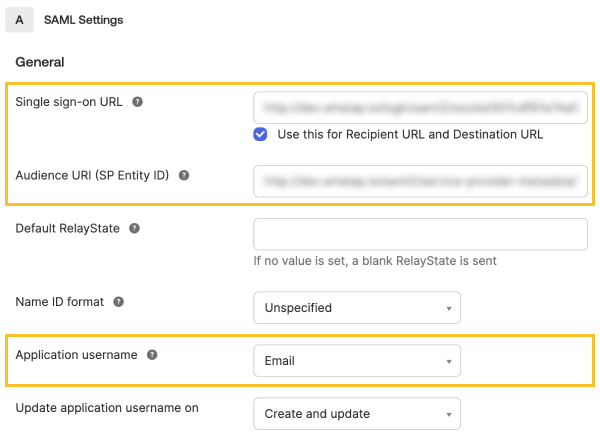 A SAML Settings
General
Single sign-on URL ?
Use this for Recipient URL and Destination URL
Audience URI (SP Entity ID) ?
Default RelayState ?
If no value is set, a blank RelayState is sent
Name ID format ? Unspecified
Application username ? Email
Update application username on Create and update